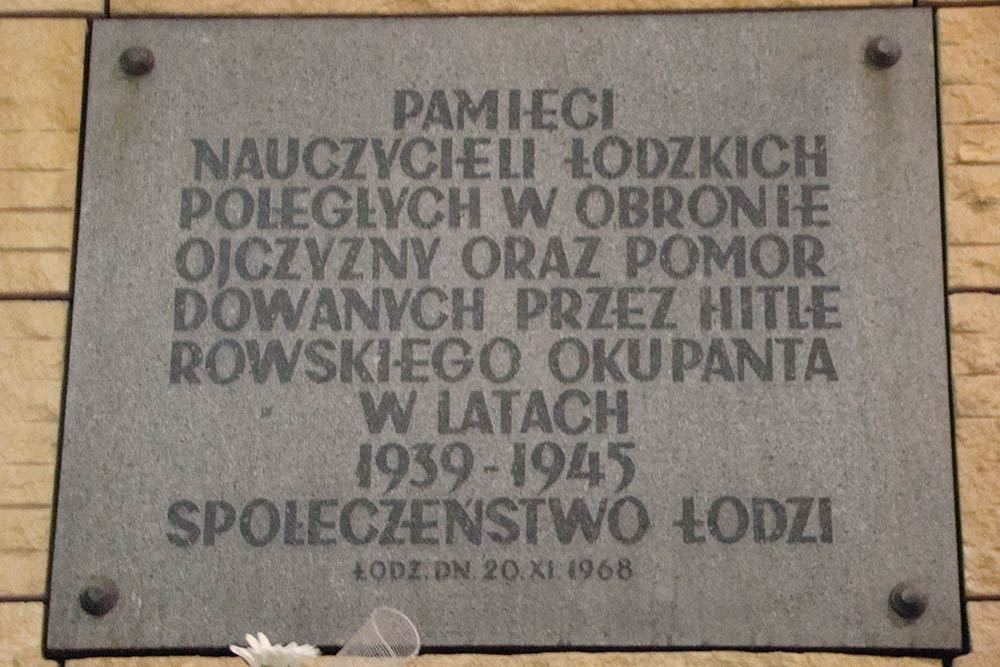 PAMIĘCI
NAUCZYCIELI ŁÓDZKICH
POLEGŁYCH W OBRONIE
OJCZYZNY ORAZ POMOR
DOWANYCH PRZEZ HITLE
ROWSKIEGO OKUPANTA
W LATACH
1939-1945
SPOŁECZEŃSTWO ŁODZI
ŁÓDŹ. DN. 20. XI. 1968